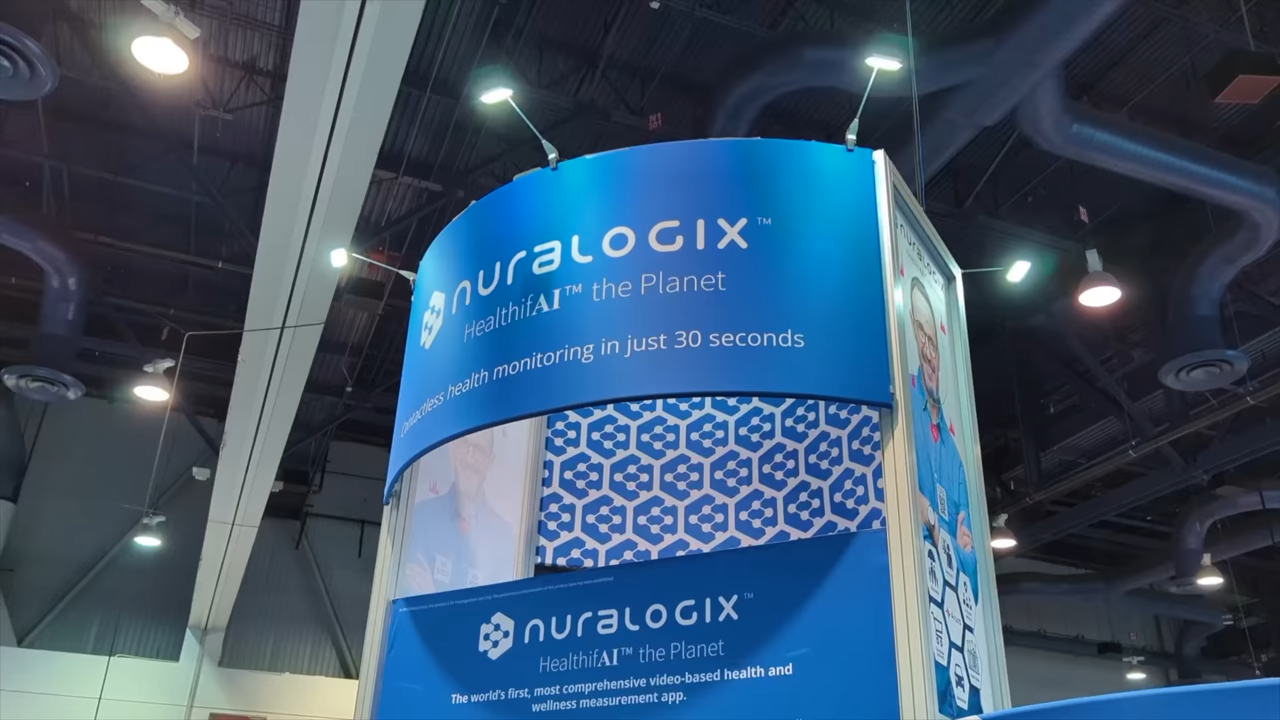 nuraLOGIX™
HealthifAI™ the Planet
Contactless health monitoring in just 30 seconds
nuraLOGIX
nuraLOGIX™
HealthifAI™ the Planet
The world's first, most comprehensive video-based health and
wellness measurement app.